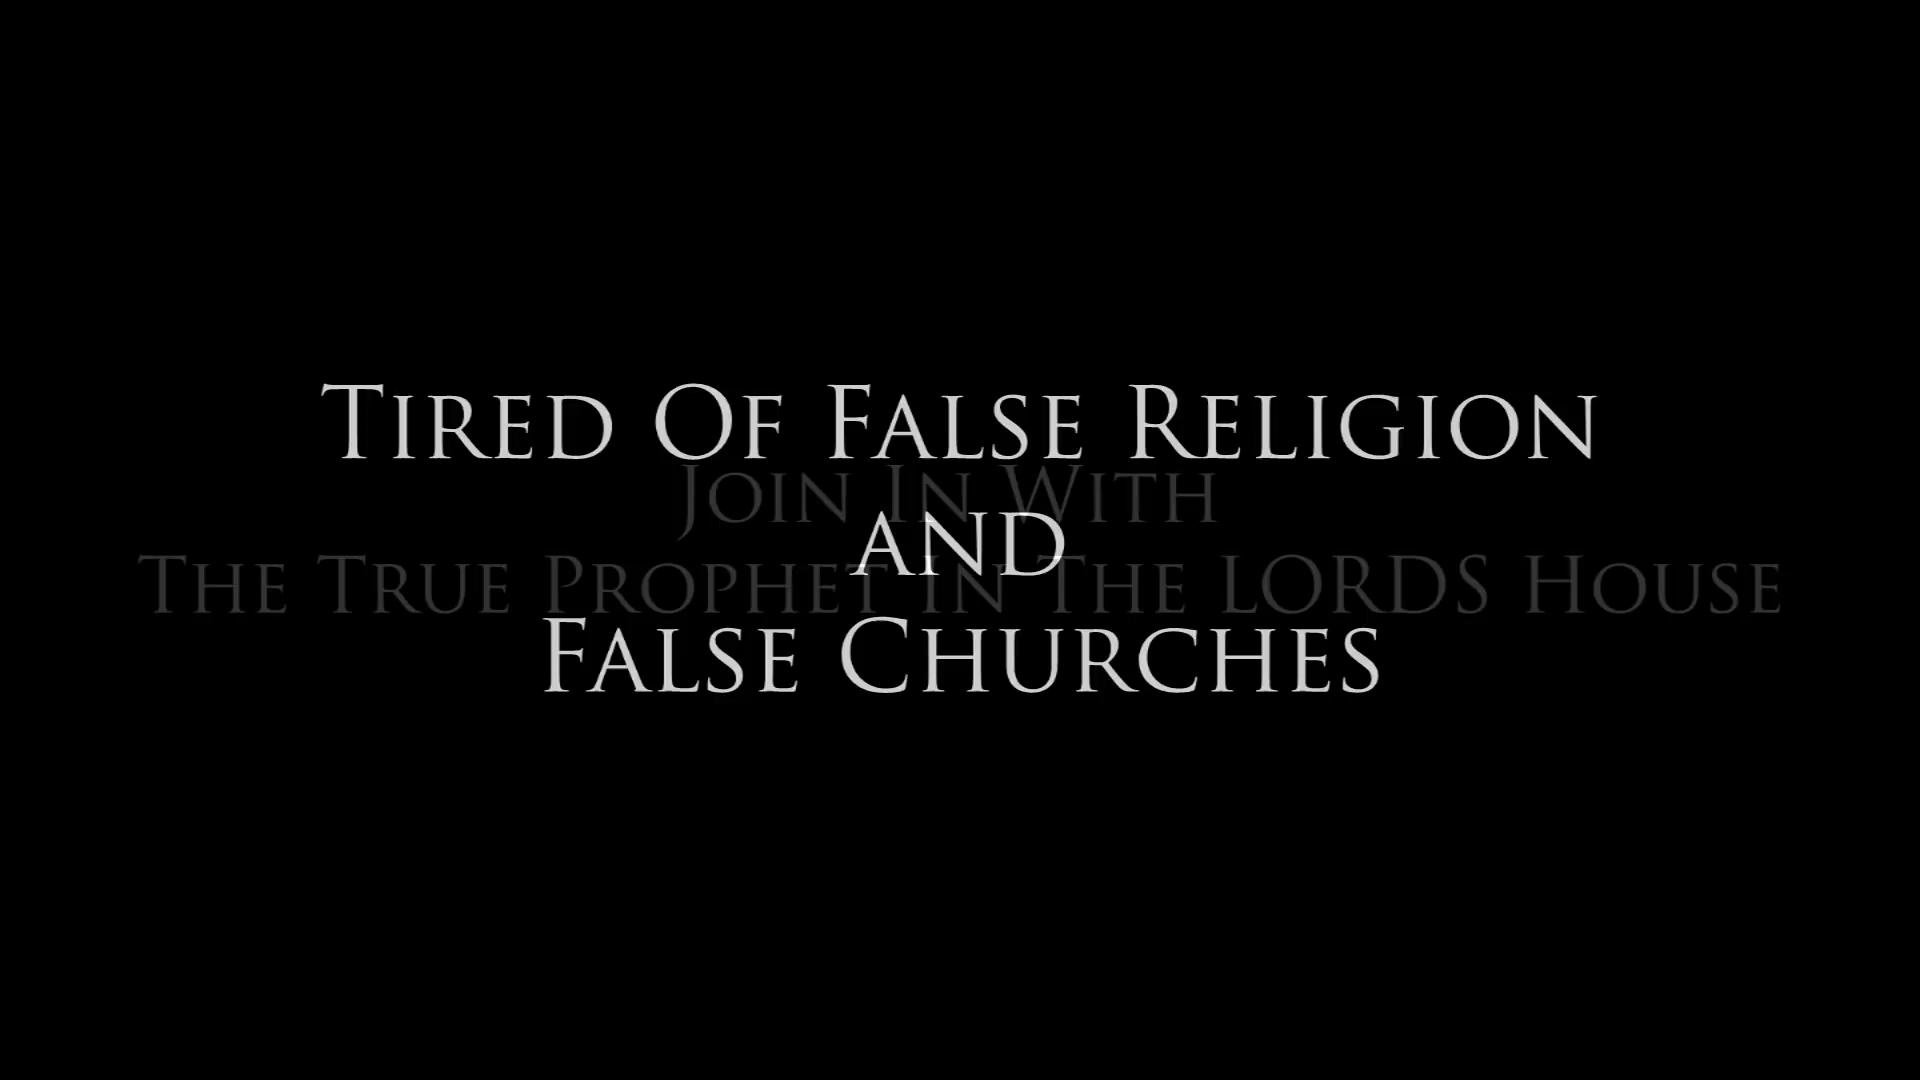 Tired Of False Religion
Join In With
and
The True Prophet In The LORDS House
False Churches